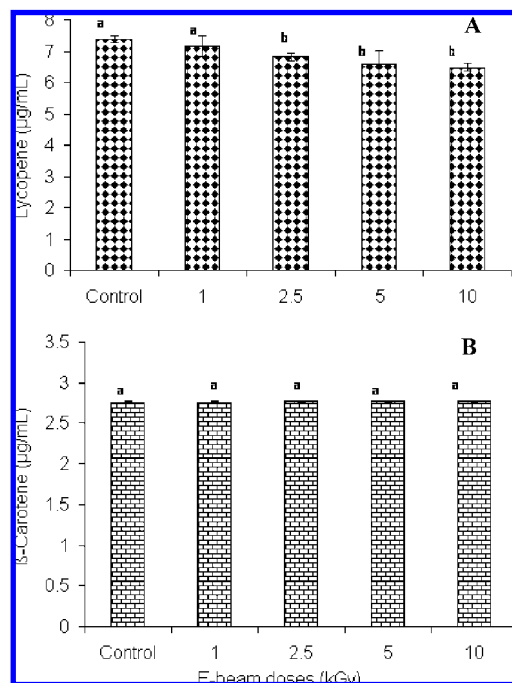 A
Lycopene (µg/mL)
8
7
6
5
4
3
2
1
0
a
a
b
b
b
Control 1 2.5 5 10
B
ß-Carotene (µg/mL)
3.5
3
2.5
2
1.5
1
0.5
0
a
a
a
a
a
Control 1 2.5 5 10
E-beam doses (kGy)